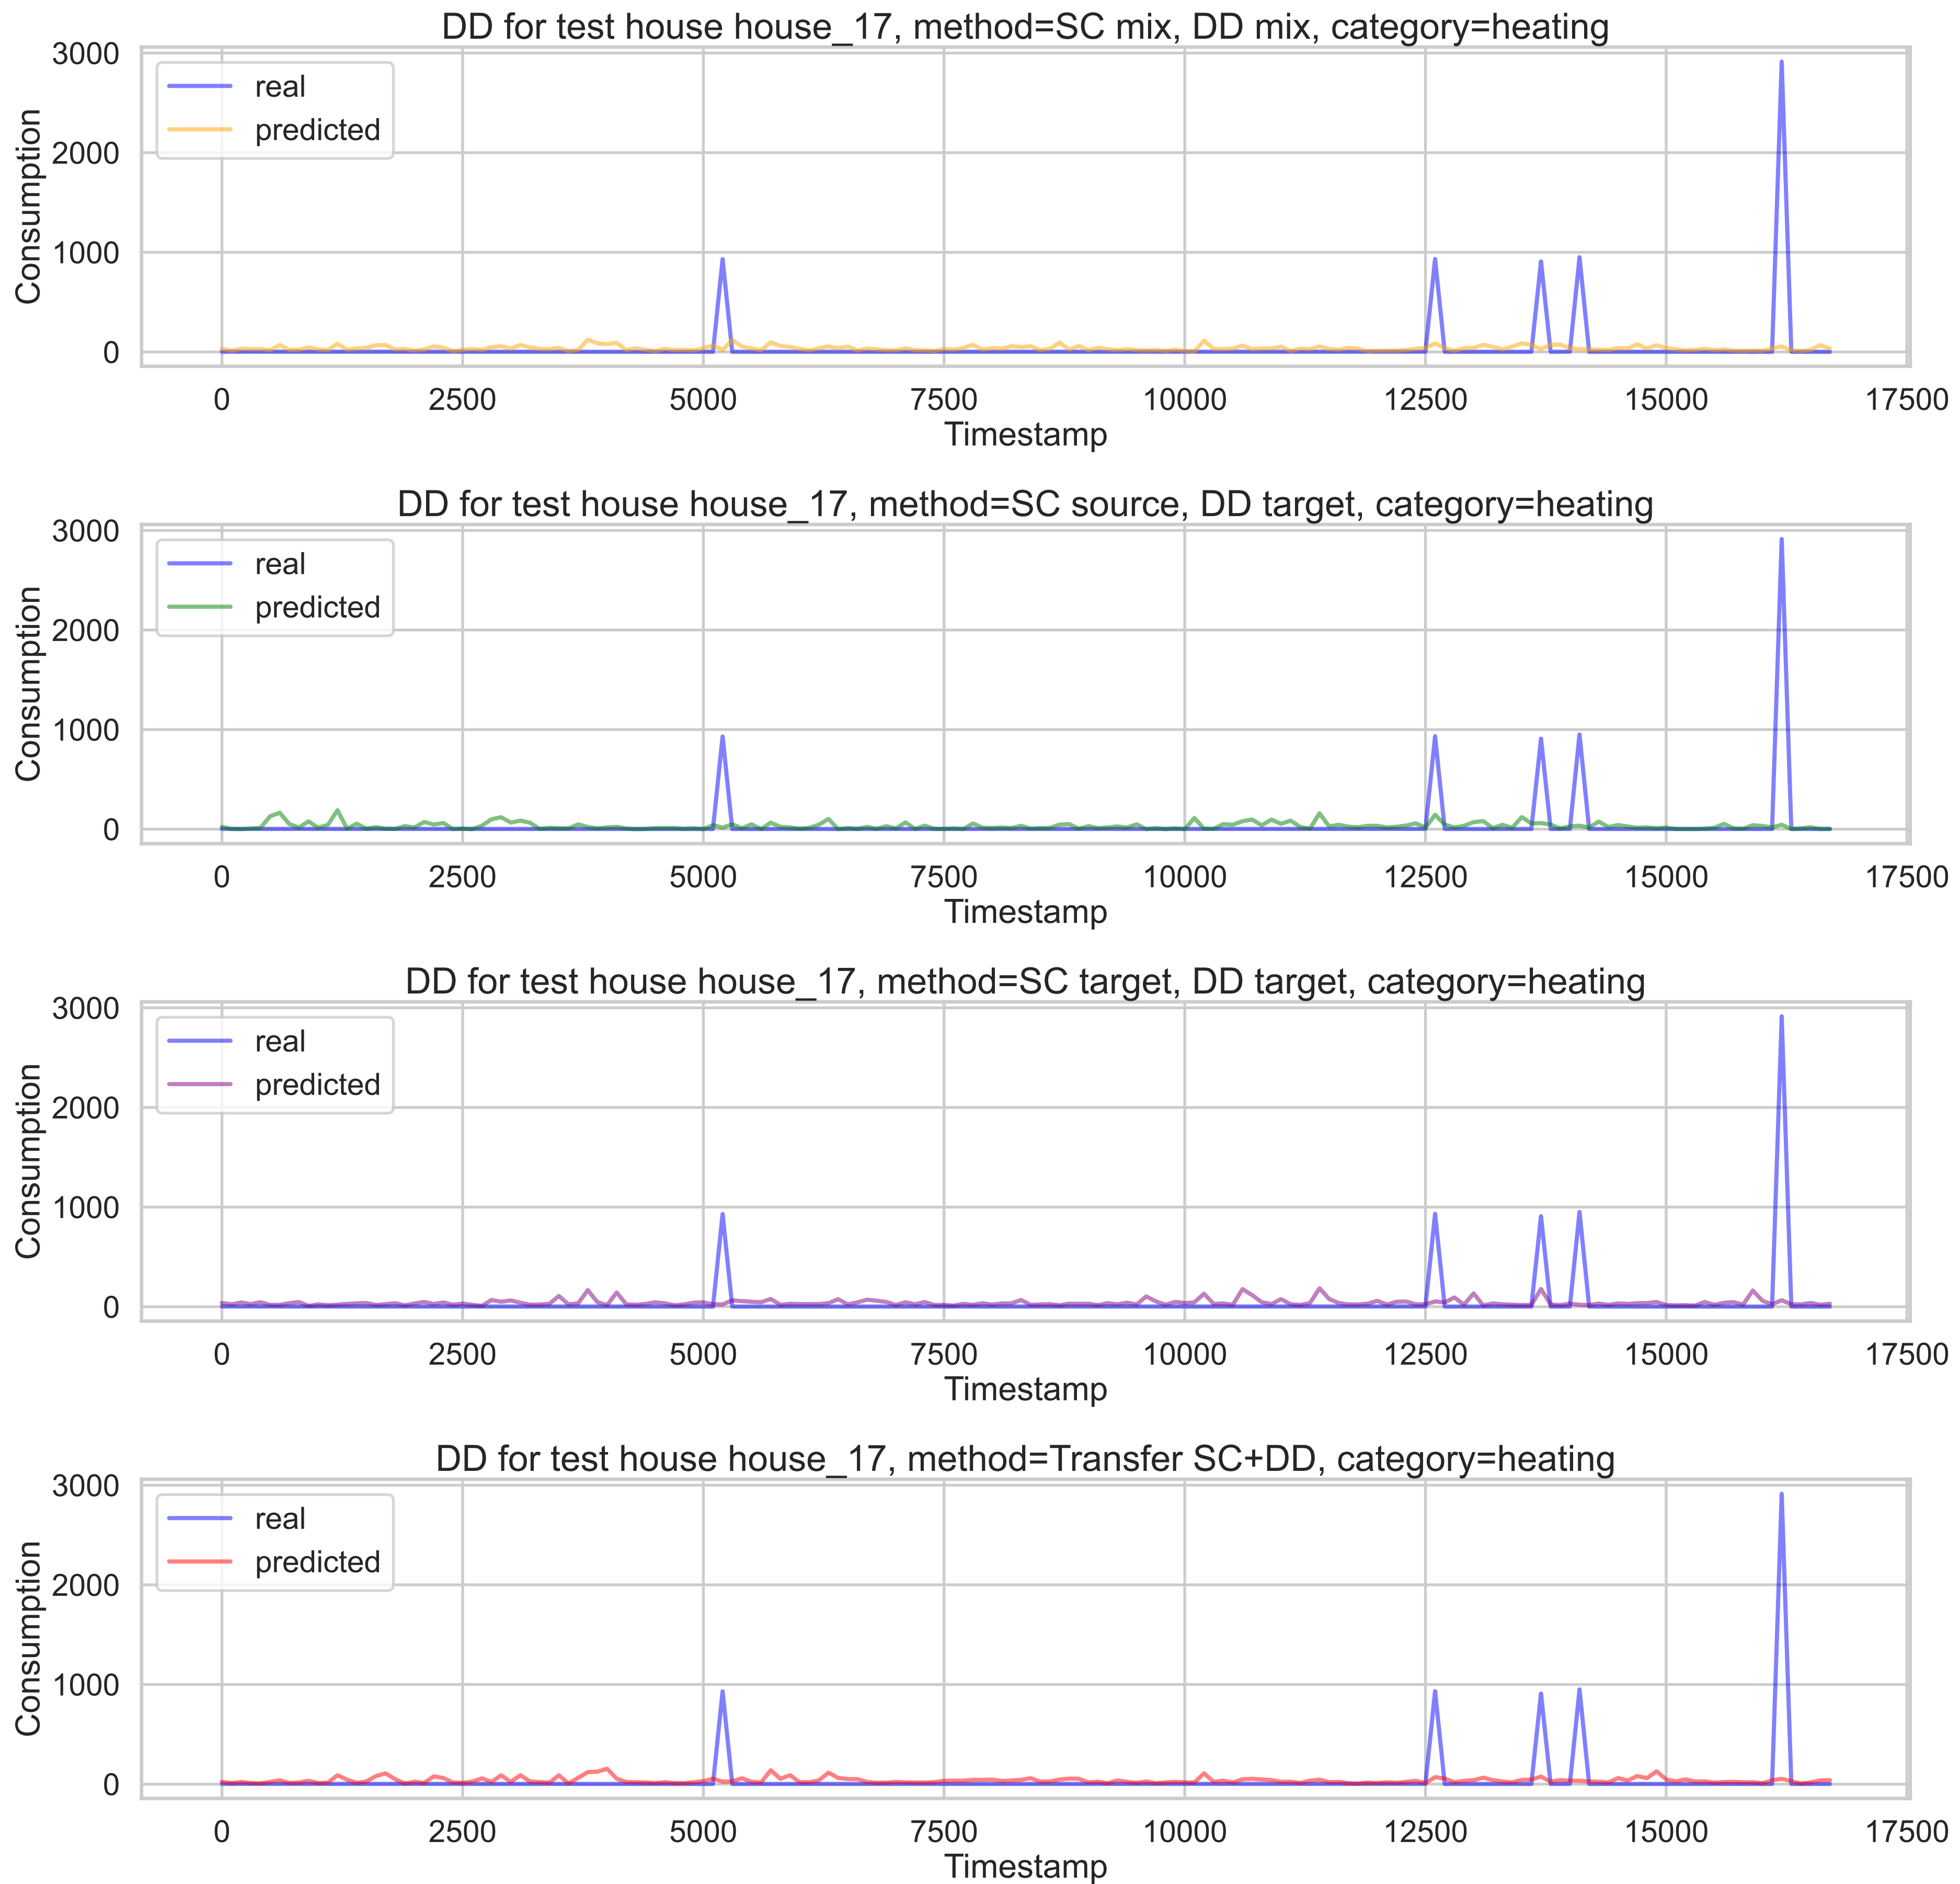 DD for test house house_17, method=SC mix, DD mix, category=heating
3000
2000
1000
0
Consumption
real
predicted
0 2500 5000 7500 10000 12500 15000 17500
Timestamp
DD for test house house_17, method=SC source, DD target, category=heating
3000
2000
1000
0
Consumption
real
predicted
0 2500 5000 7500 10000 12500 15000 17500
Timestamp
DD for test house house_17, method=SC target, DD target, category=heating
3000
2000
1000
0
Consumption
real
predicted
0 2500 5000 7500 10000 12500 15000 17500
Timestamp
DD for test house house_17, method=Transfer SC+DD, category=heating
3000
2000
1000
0
Consumption
real
predicted
0 2500 5000 7500 10000 12500 15000 17500
Timestamp